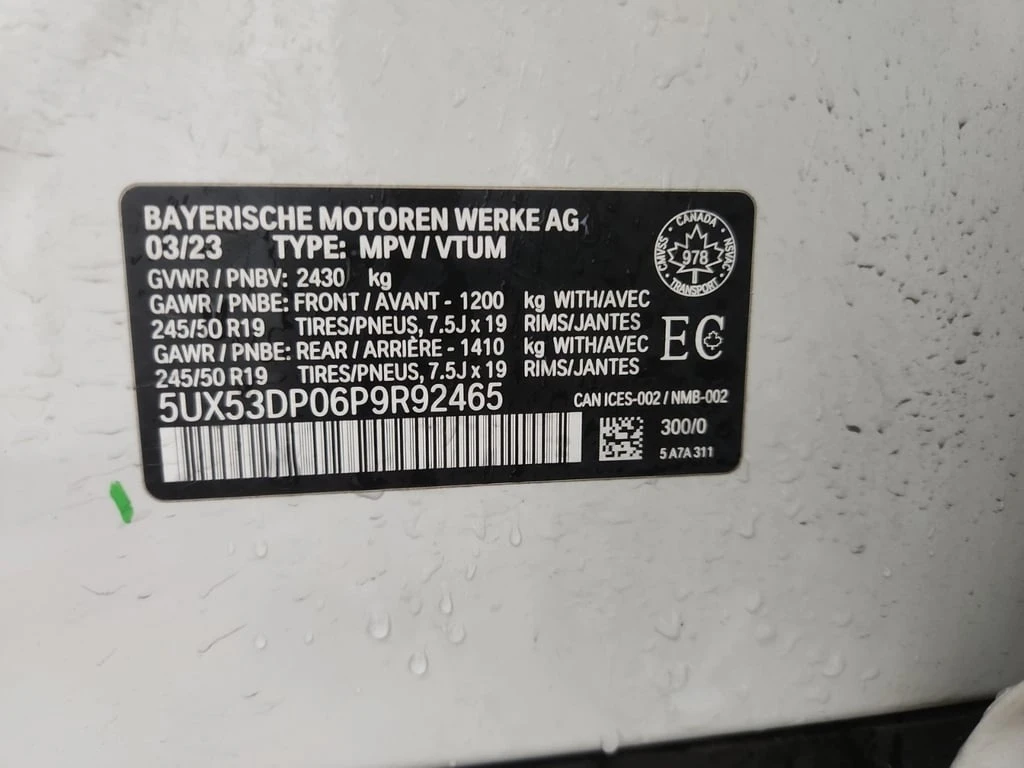 BAYERISCHE MOTOREN WERKE AG
03/23 TYPE: MPV / VTUM
GVWR / PNBV: 2430 kg
GAWR / PNBE: FRONT / AVANT - 1200 kg WITH/AVEC
245/50 R19 TIRES/PNEUS, 7.5J x 19 RIMS/JANTES
GAWR / PNBE: REAR / ARRIÈRE - 1410 kg WITH/AVEC
245/50 R19 TIRES/PNEUS, 7.5J x 19 RIMS/JANTES
5UX53DP06P9R92465
CANADA
CMVSS
978
NSVAC
TRANSPORT
EC
CAN ICES-002 / NMB-002
300/0
5 A7A 311